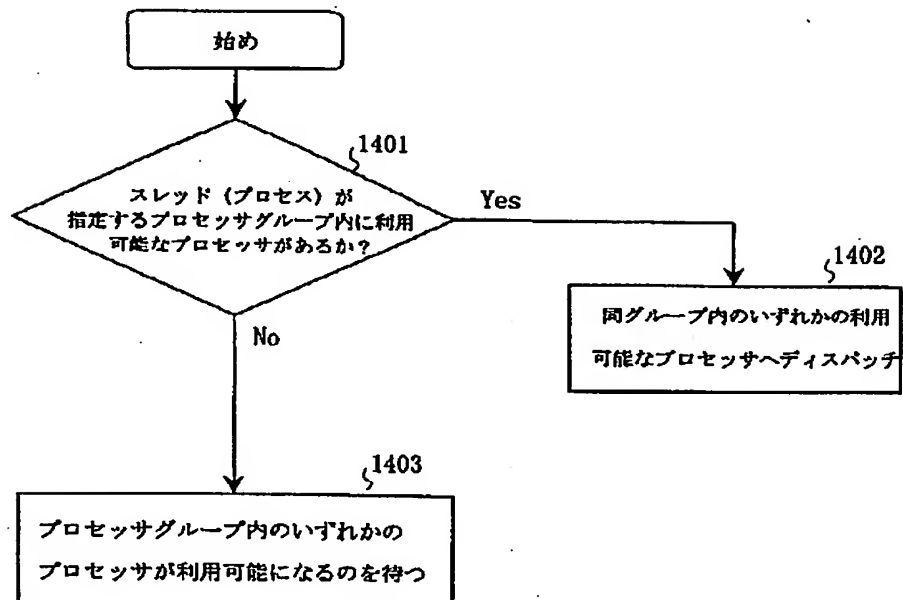 始め
1401
スレッド（プロセス）が
指定するプロセッサグループ内に利用
可能なプロセッサがあるか？
Yes
1402
同グループ内のいずれかの利用
可能なプロセッサへディスパッチ
No
1403
プロセッサグループ内のいずれかの
プロセッサが利用可能になるのを待つ